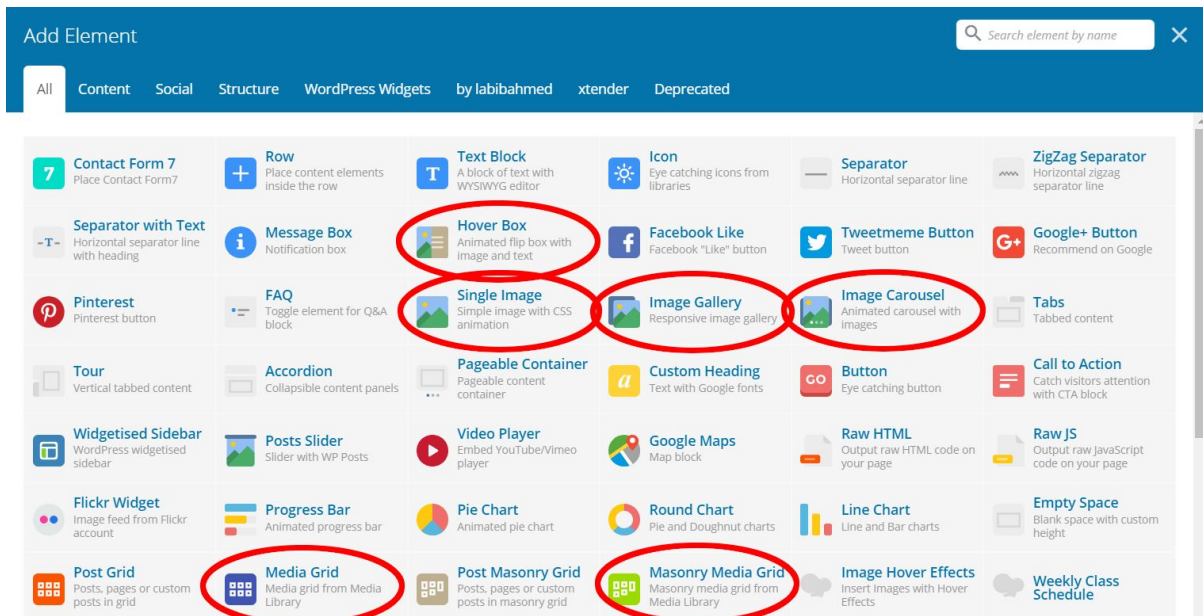 Add Element
Search element by name
All Content Social Structure WordPress Widgets by labibahmed xtender Deprecated
7
Contact Form 7
Place Contact Form7
Row
Place content elements
inside the row
T
Text Block
A block of text with
WYSIWYG editor
Icon
Eye catching icons from
libraries
Separator
Horizontal separator line
ZigZag Separator
Horizontal zigzag
separator line
-T-
Separator with Text
Horizontal separator line
with heading
i
Message Box
Notification box
Hover Box
Animated flip box with
image and text
f
Facebook Like
Facebook "Like" button
Tweetmeme Button
Tweet button
G+
Google+ Button
Recommend on Google
Pinterest
Pinterest button
FAQ
Toggle element for Q&A
block
Single Image
Simple image with CSS
animation
Image Gallery
Responsive image gallery
Image Carousel
Animated carousel with
images
Tabs
Tabbed content
Tour
Vertical tabbed content
Accordion
Collapsible content panels
Pageable Container
Pageable content
container
a
Custom Heading
Text with Google fonts
GO
Button
Eye catching button
Call to Action
Catch visitors attention
with CTA block
Widgetised Sidebar
WordPress widgetised
sidebar
Posts Slider
Slider with WP Posts
Video Player
Embed YouTube/Vimeo
player
Google Maps
Map block
Raw HTML
Output raw HTML code on
your page
Raw JS
Output raw JavaScript
code on your page
Flickr Widget
Image feed from Flickr
account
Progress Bar
Animated progress bar
Pie Chart
Animated pie chart
Round Chart
Pie and Doughnut charts
Line Chart
Line and Bar charts
Empty Space
Blank space with custom
height
Post Grid
Posts, pages or custom
posts in grid
Media Grid
Media grid from Media
Library
Post Masonry Grid
Posts, pages or custom
posts in masonry grid
Masonry Media Grid
Masonry media grid from
Media Library
Image Hover Effects
Insert Images with Hover
Effects
Weekly Class
Schedule